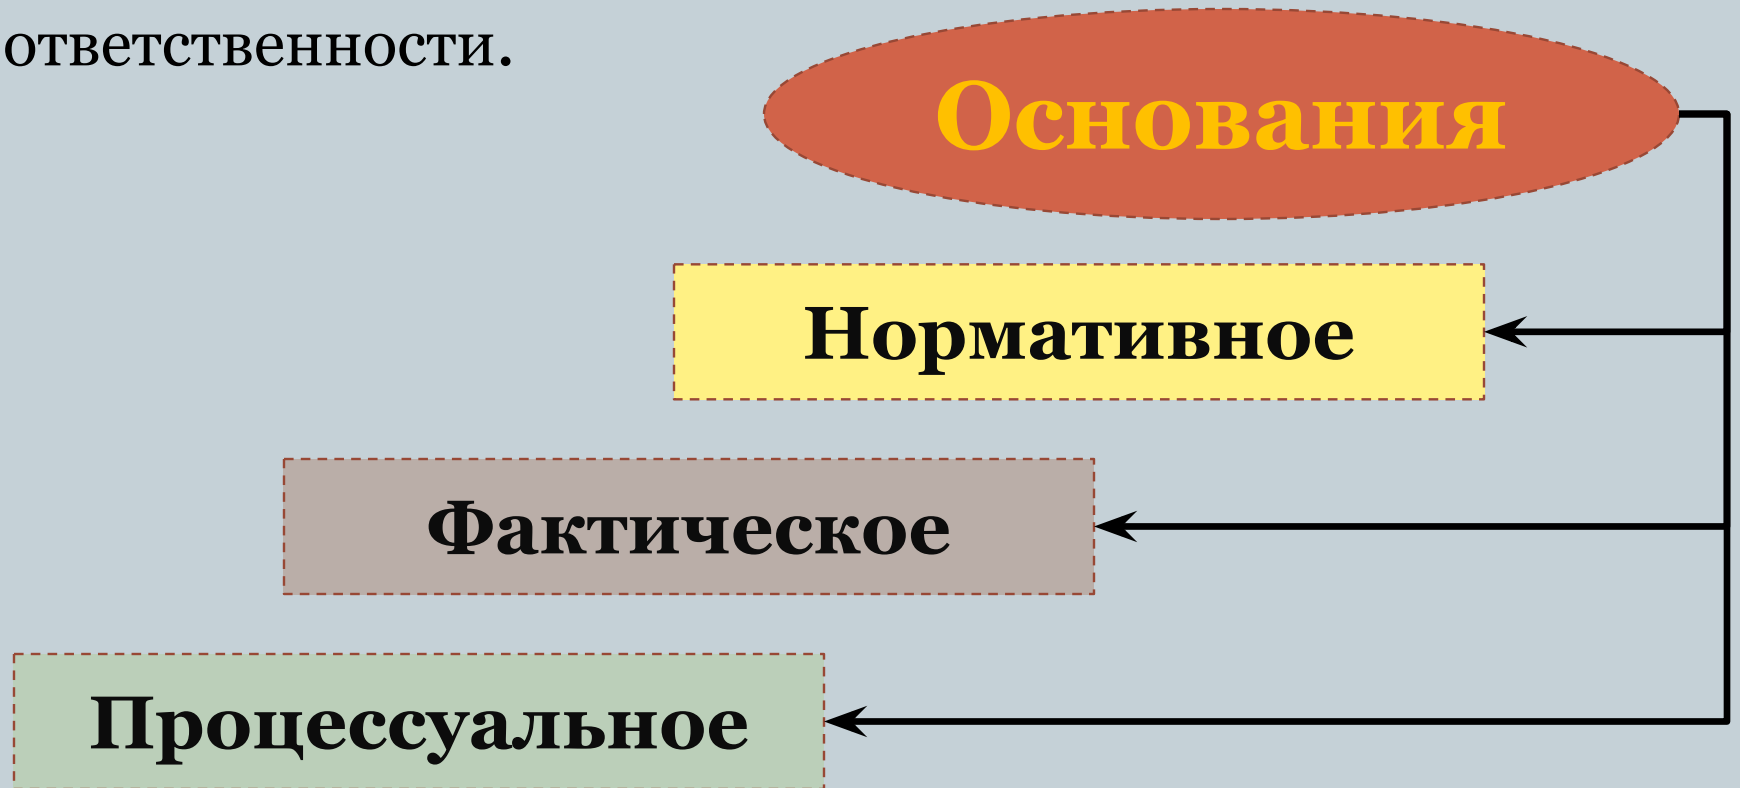 ответственности.
Основания
Нормативное
Фактическое
Процессуальное